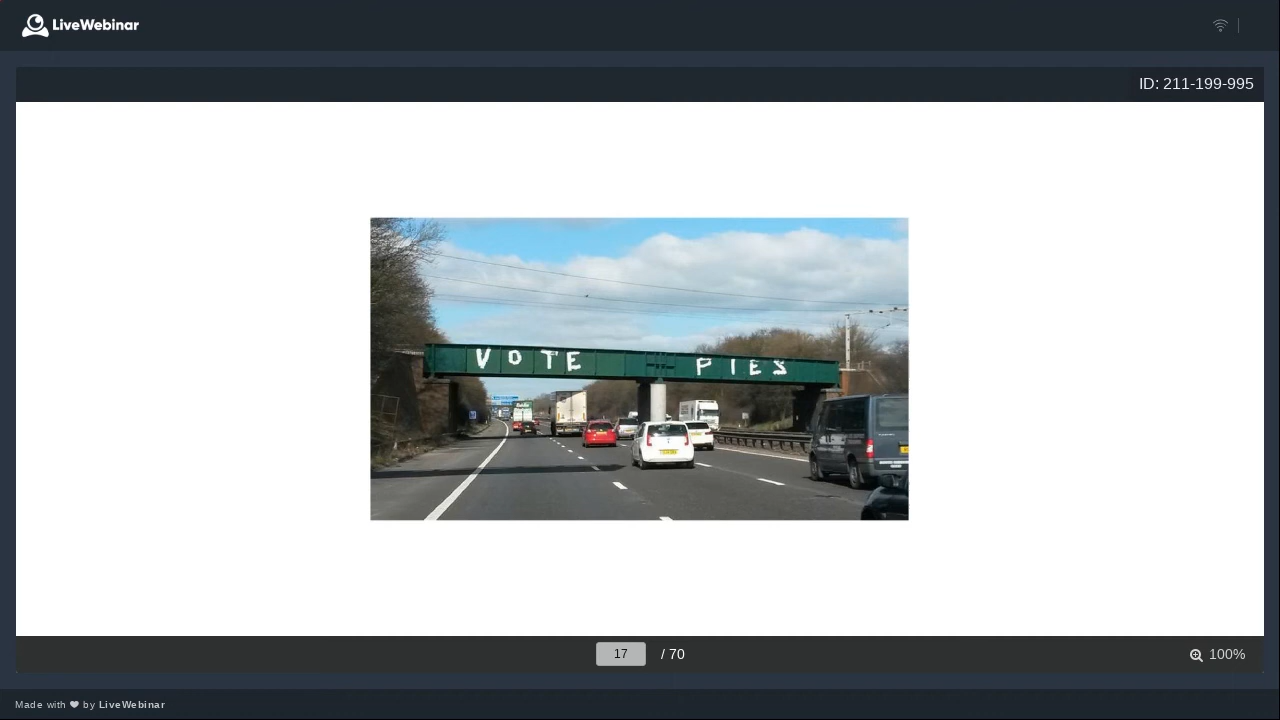 LiveWebinar
ID: 211-199-995
VOTE PIES
17 / 70
100%
Made with ♥ by LiveWebinar